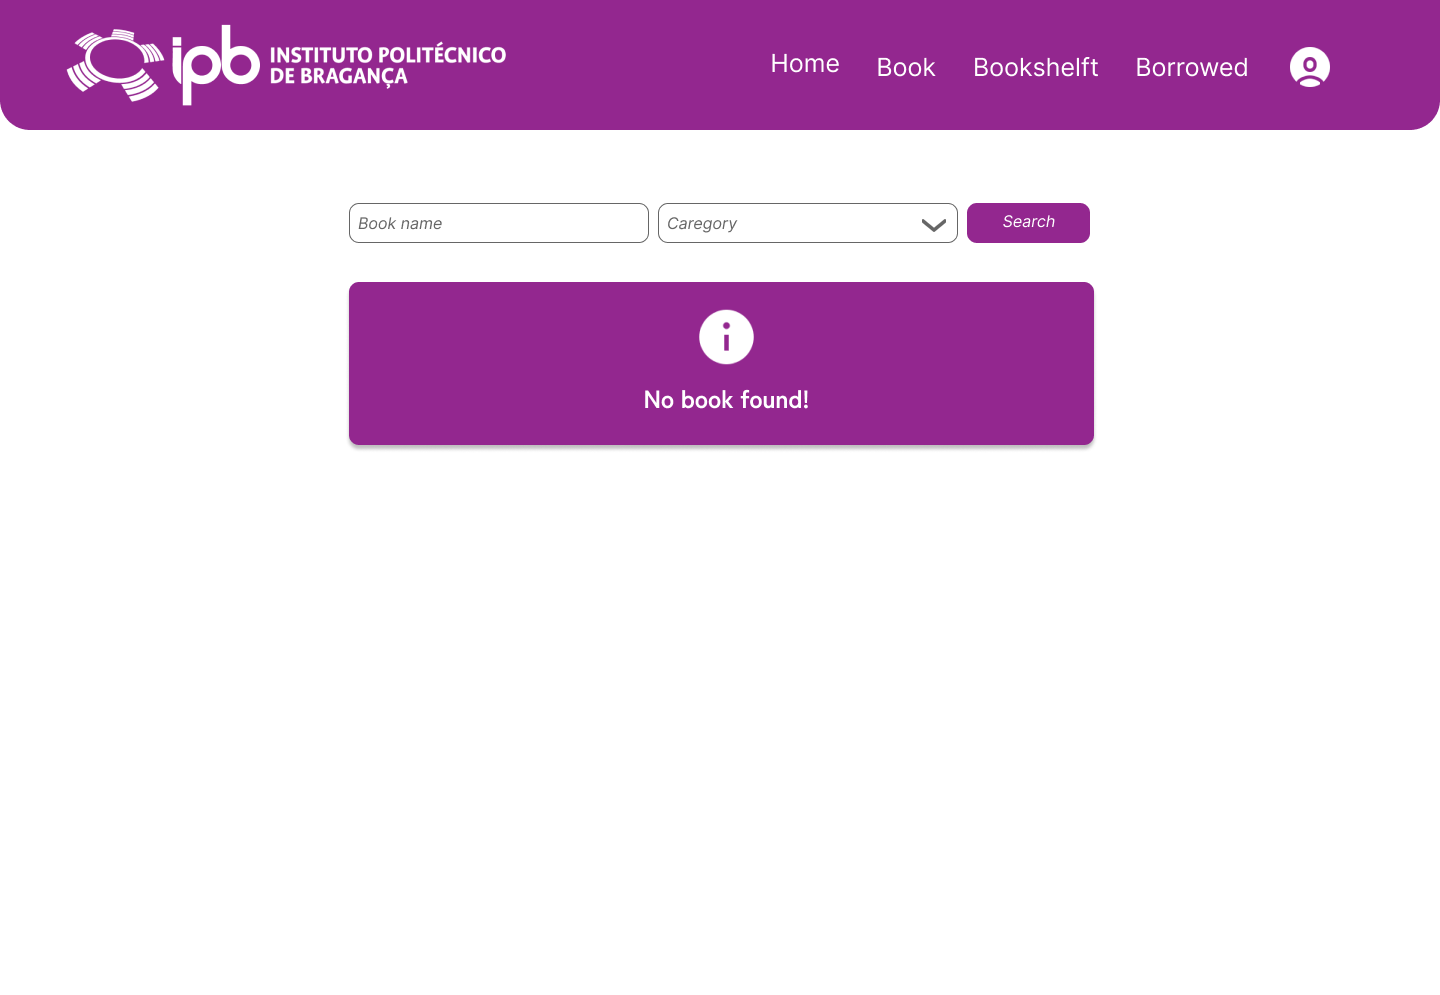 ipb INSTITUTO POLITÉCNICO
DE BRAGANÇA
Home Book Bookshelft Borrowed
Book name Caregory Search
No book found!